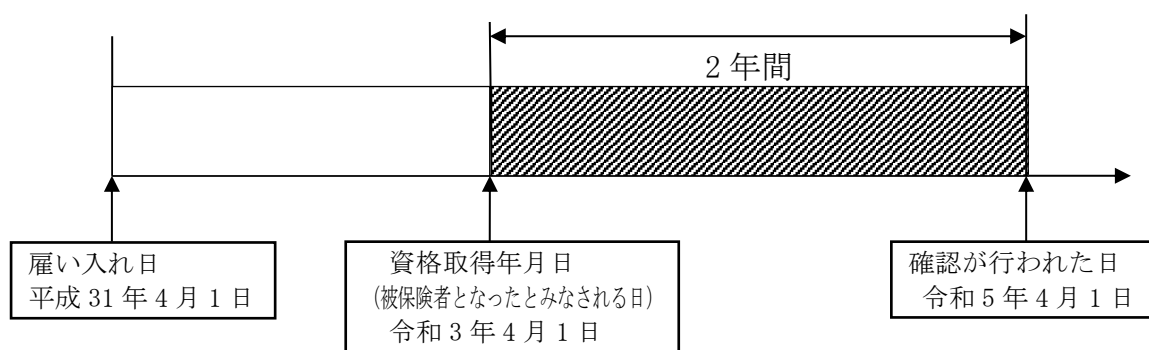 2年間
雇い入れ日
平成31年4月1日
資格取得年月日
(被保険者となったとみなされる日)
令和3年4月1日
確認が行われた日
令和5年4月1日